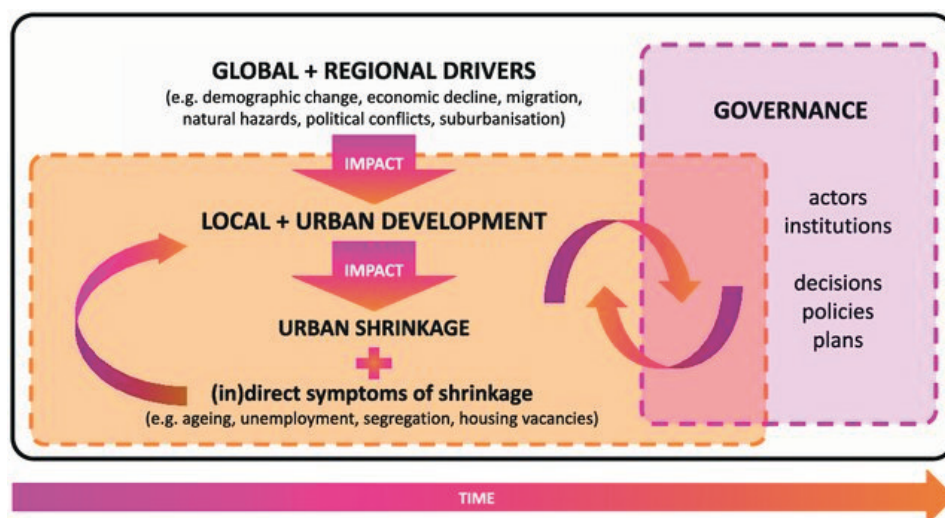 GLOBAL + REGIONAL DRIVERS
(e.g. demographic change, economic decline, migration,
natural hazards, political conflicts, suburbanisation)
IMPACT
LOCAL + URBAN DEVELOPMENT
IMPACT
URBAN SHRINKAGE
(in)direct symptoms of shrinkage
(e.g. ageing, unemployment, segregation, housing vacancies)
GOVERNANCE
actors
institutions
decisions
policies
plans
TIME